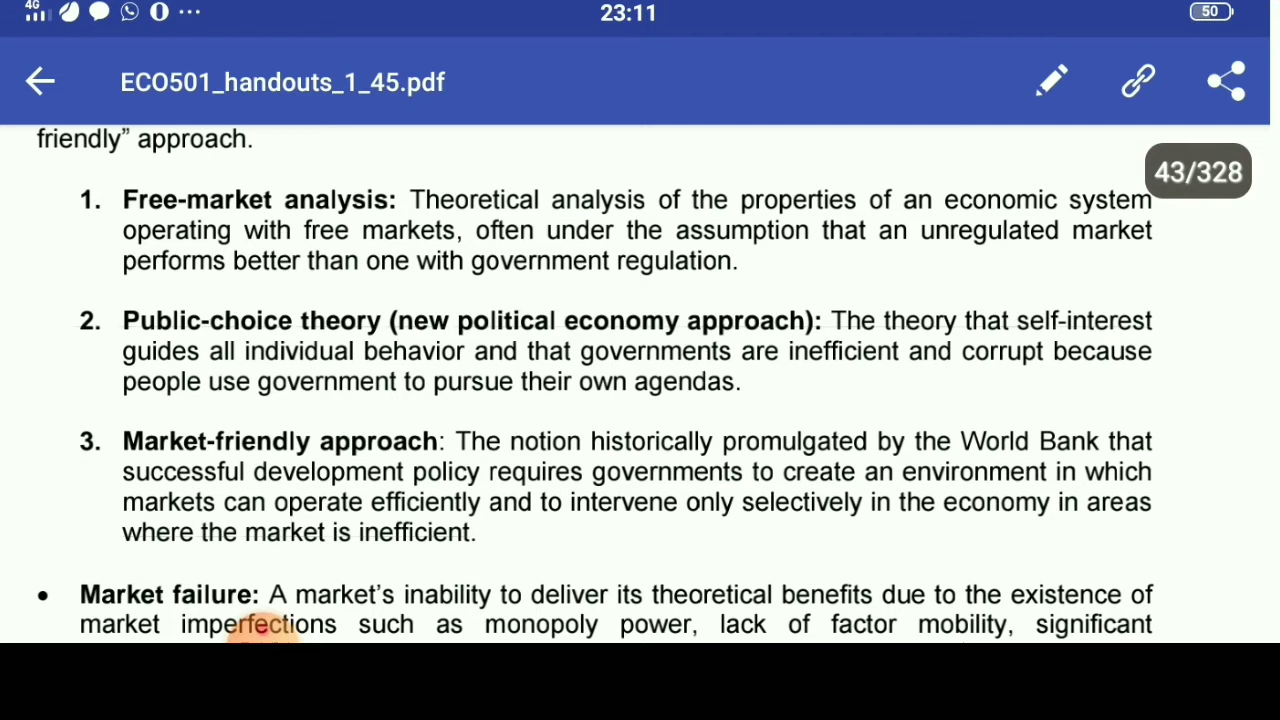 4G
23:11
50
ECO501_handouts_1_45.pdf
friendly” approach.
43/328
1. Free-market analysis: Theoretical analysis of the properties of an economic system
operating with free markets, often under the assumption that an unregulated market
performs better than one with government regulation.
2. Public-choice theory (new political economy approach): The theory that self-interest
guides all individual behavior and that governments are inefficient and corrupt because
people use government to pursue their own agendas.
3. Market-friendly approach: The notion historically promulgated by the World Bank that
successful development policy requires governments to create an environment in which
markets can operate efficiently and to intervene only selectively in the economy in areas
where the market is inefficient.
• Market failure: A market’s inability to deliver its theoretical benefits due to the existence of
market imperfections such as monopoly power, lack of factor mobility, significant